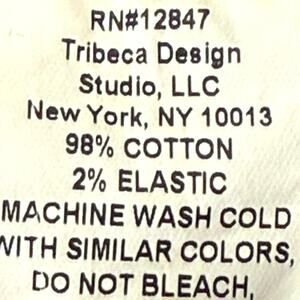 RN#12847
Tribeca Design
Studio, LLC
New York, NY 10013
98% COTTON
2% ELASTIC
MACHINE WASH COLD
WITH SIMILAR COLORS,
DO NOT BLEACH,